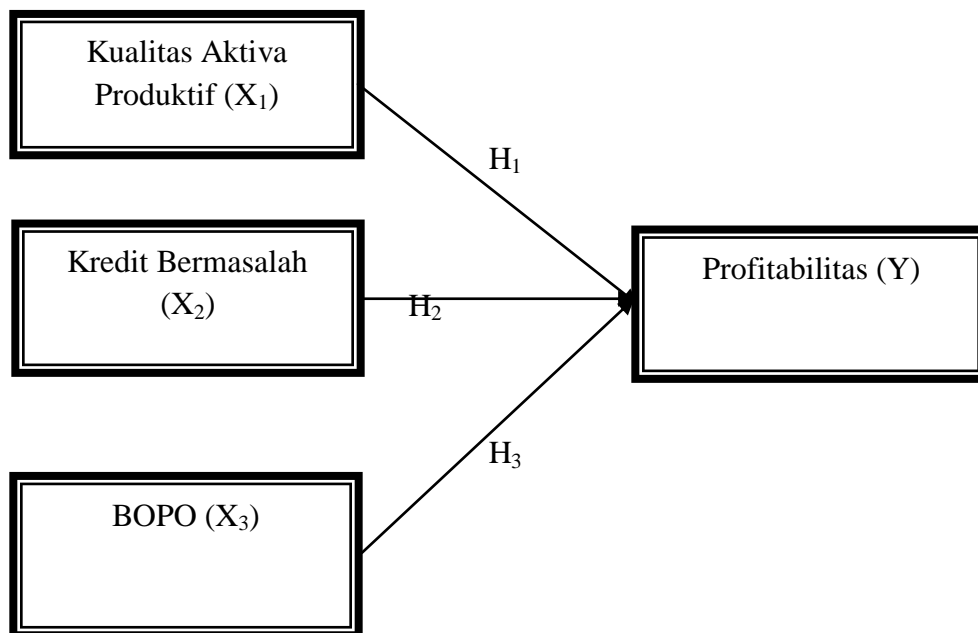 Kualitas Aktiva
Produktif (X₁)
H₁
Kredit Bermasalah
(X₂)
H₂
Profitabilitas (Y)
H₃
BOPO (X₃)